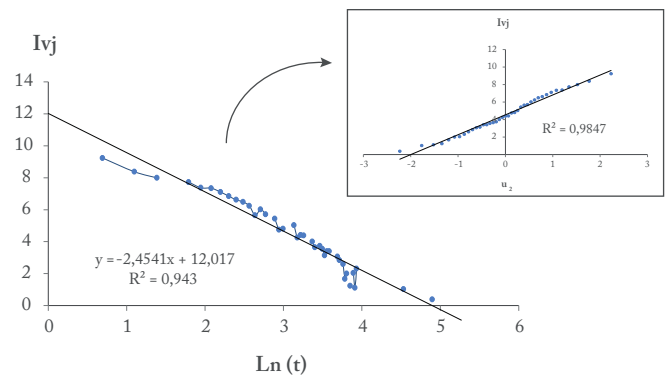 Ivj
14
12
10
8
6
4
2
0
0 1 2 3 4 5 6
Ln (t)
y =-2,4541x + 12,017
R² = 0,943
Ivj
12
10
8
6
4
2
-3 -2 -1 0 1 2 3
u₂
R² = 0,9847